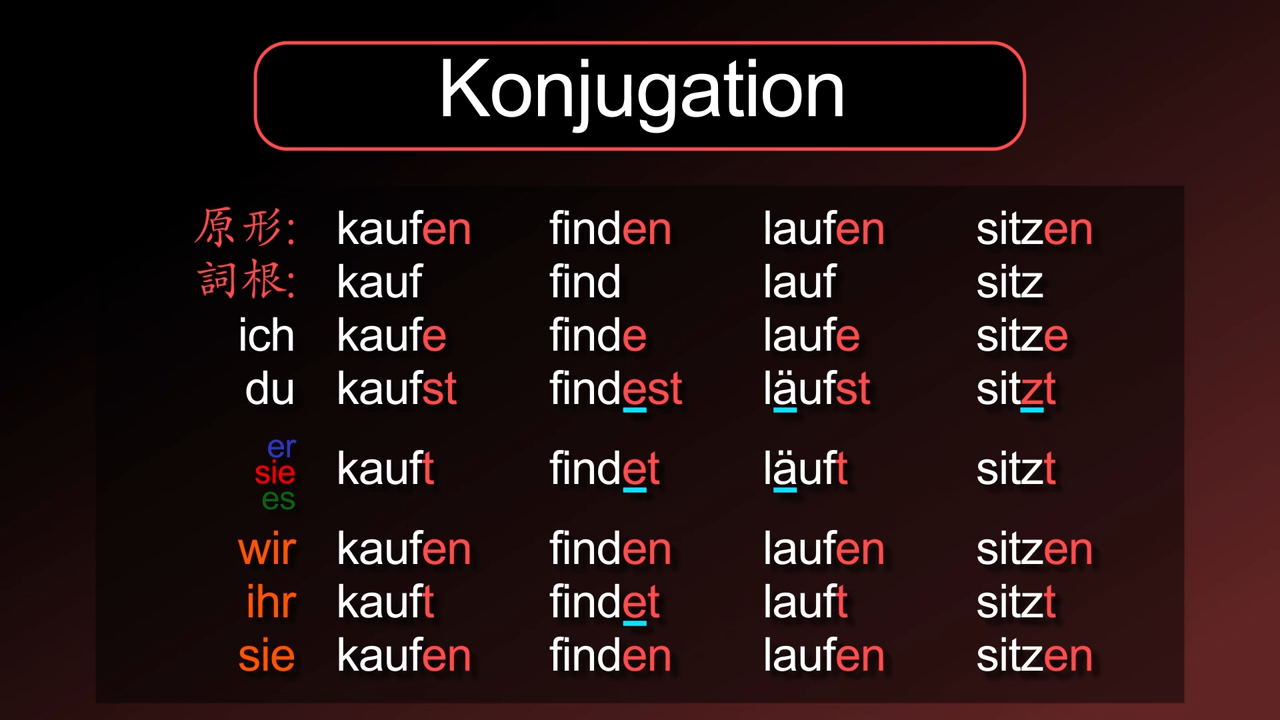 Konjugation
原形: kaufen finden laufen sitzen
詞根: kauf find lauf sitz
ich kaufe finde laufe sitze
du kaufst findest läufst sitzt
er
sie kauft findet läuft sitzt
es
wir kaufen finden laufen sitzen
ihr kauft findet lauft sitzt
sie kaufen finden laufen sitzen